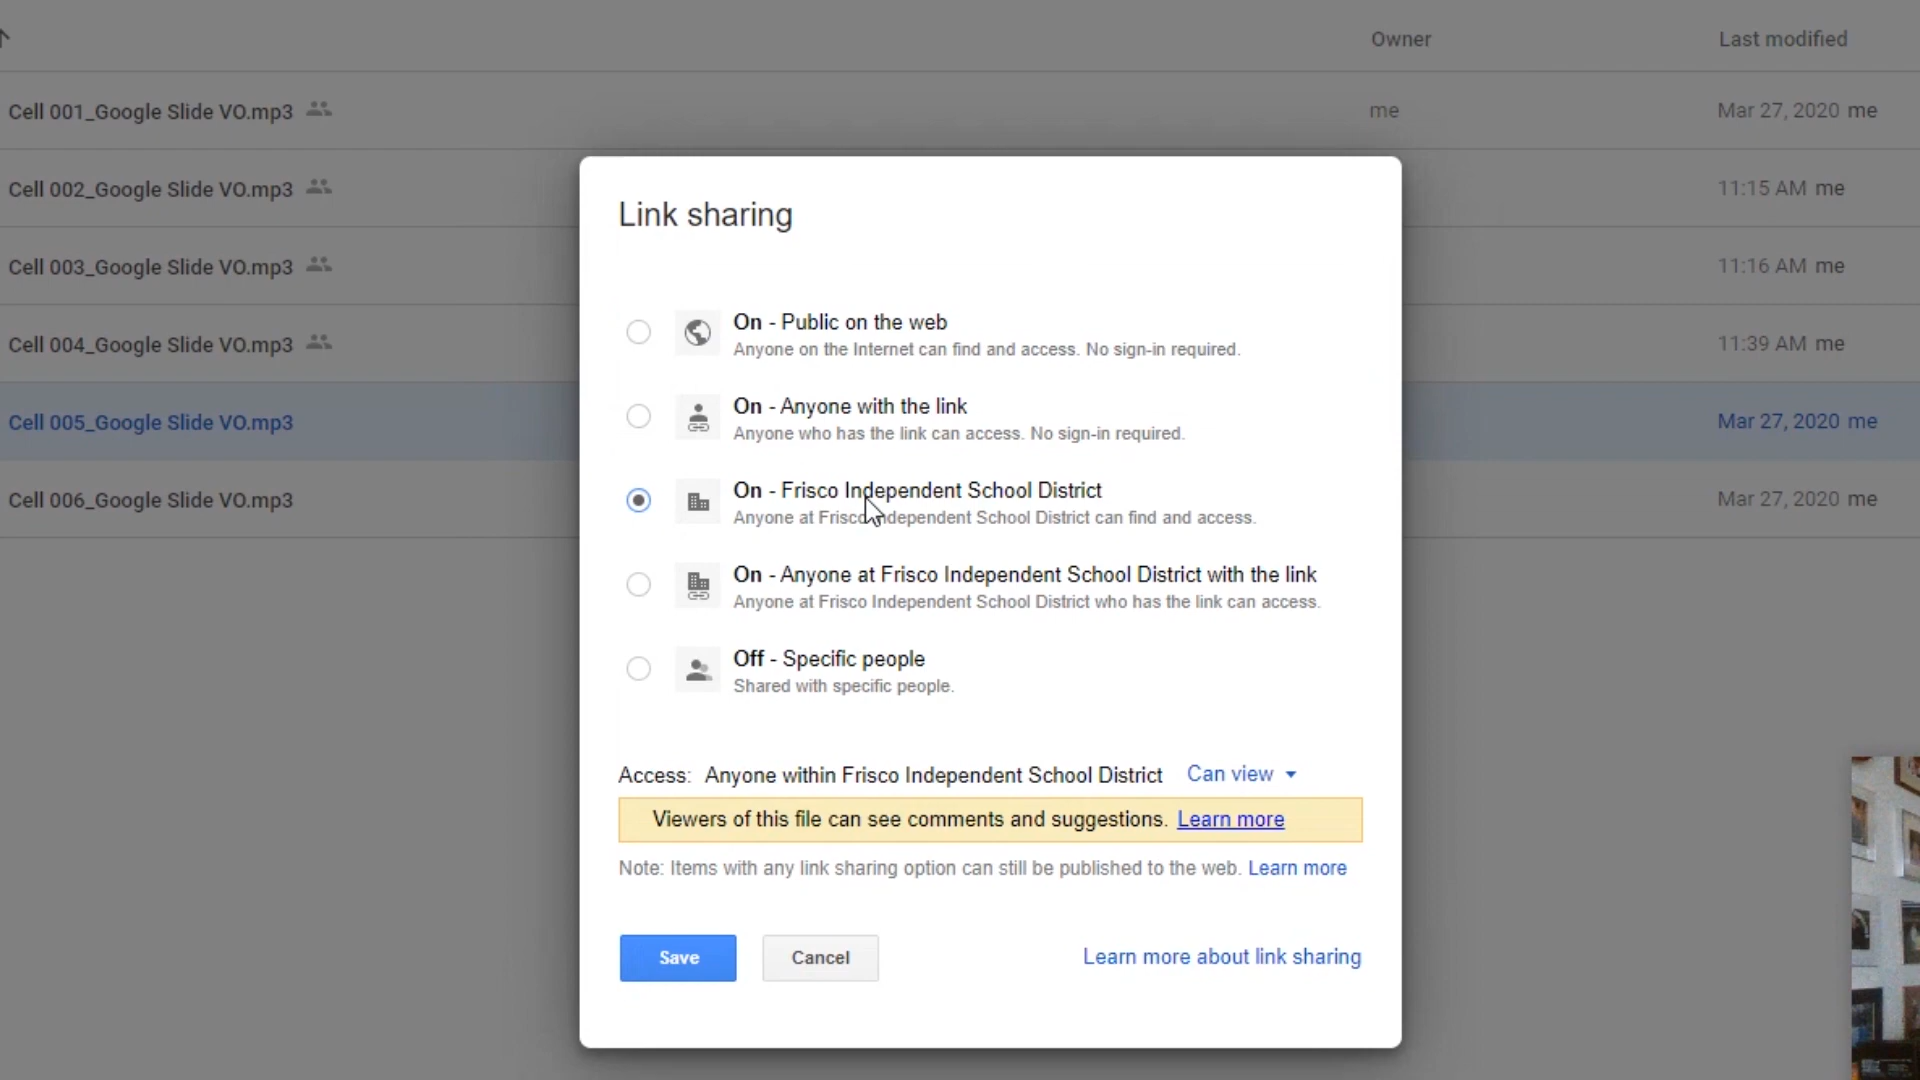 Owner Last modified
Cell 001_Google Slide VO.mp3 me Mar 27, 2020 me
Cell 002_Google Slide VO.mp3 11:15 AM me
Cell 003_Google Slide VO.mp3 11:16 AM me
Cell 004_Google Slide VO.mp3 11:39 AM me
Cell 005_Google Slide VO.mp3 Mar 27, 2020 me
Cell 006_Google Slide VO.mp3 Mar 27, 2020 me
Link sharing
On - Public on the web
Anyone on the Internet can find and access. No sign-in required.
On - Anyone with the link
Anyone who has the link can access. No sign-in required.
On - Frisco Independent School District
Anyone at Frisco Independent School District can find and access.
On - Anyone at Frisco Independent School District with the link
Anyone at Frisco Independent School District who has the link can access.
Off - Specific people
Shared with specific people.
Access: Anyone within Frisco Independent School District Can view
Viewers of this file can see comments and suggestions. Learn more
Note: Items with any link sharing option can still be published to the web. Learn more
Save Cancel Learn more about link sharing